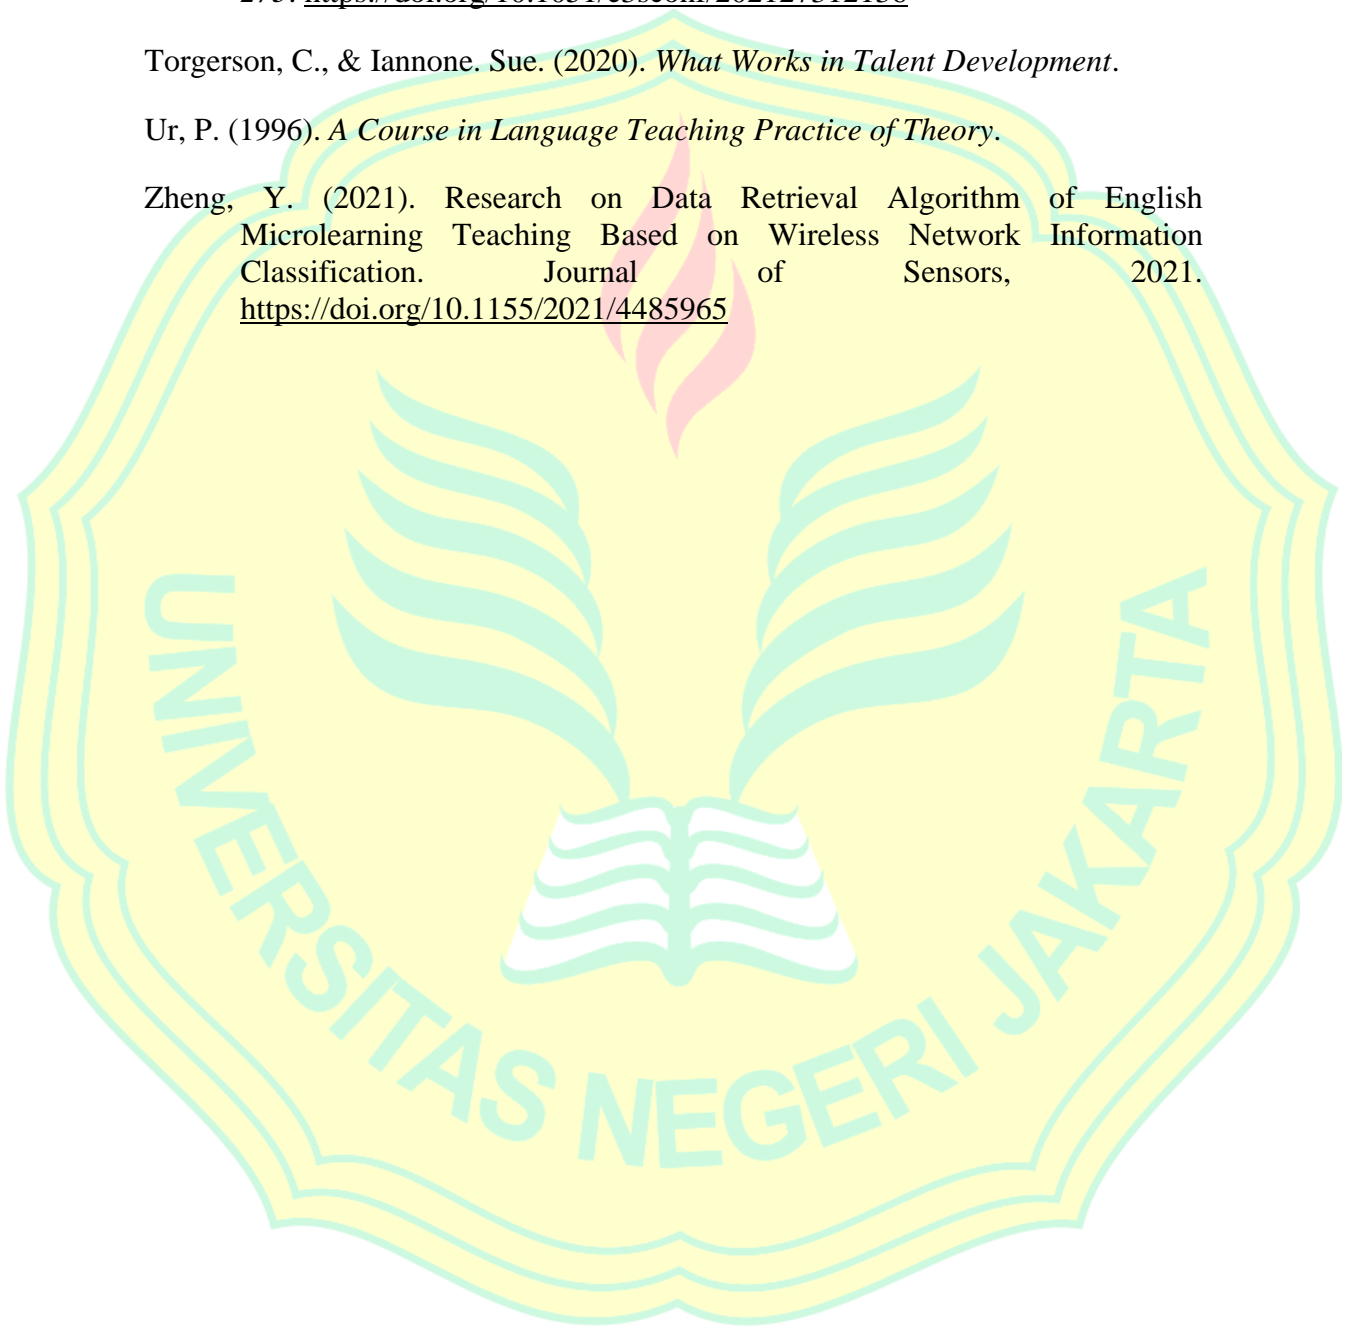 Torgerson, C., & Iannone. Sue. (2020). What Works in Talent Development.
Ur, P. (1996). A Course in Language Teaching Practice of Theory.
Zheng, Y. (2021). Research on Data Retrieval Algorithm of English
Microlearning Teaching Based on Wireless Network Information
Classification. Journal of Sensors, 2021.
https://doi.org/10.1155/2021/4485965
UNIVERSITAS NEGERI JAKARTA